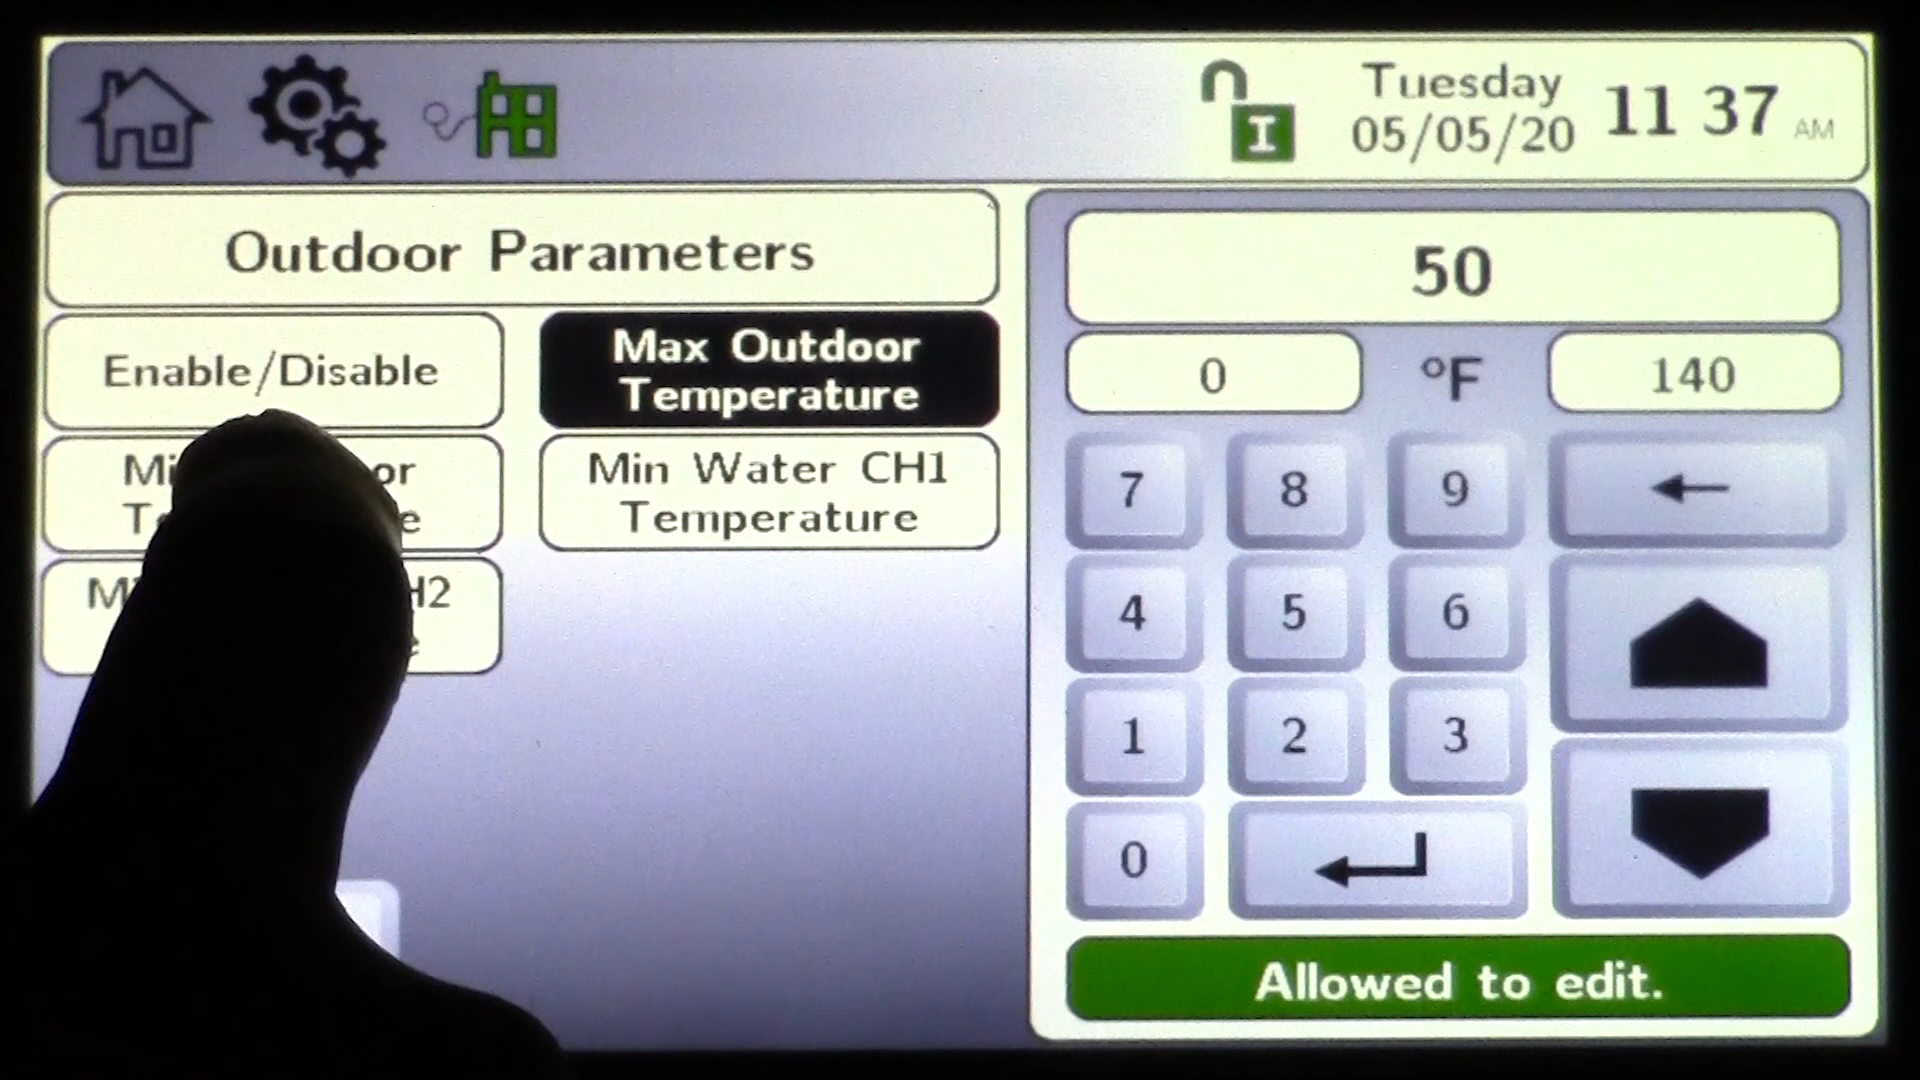 Tuesday
05/05/20
11 37 AM
I
Outdoor Parameters
Enable/Disable
Max Outdoor
Temperature
Min Water CH1
Temperature
50
0 °F 140
7 8 9
4 5 6
1 2 3
0
Allowed to edit.